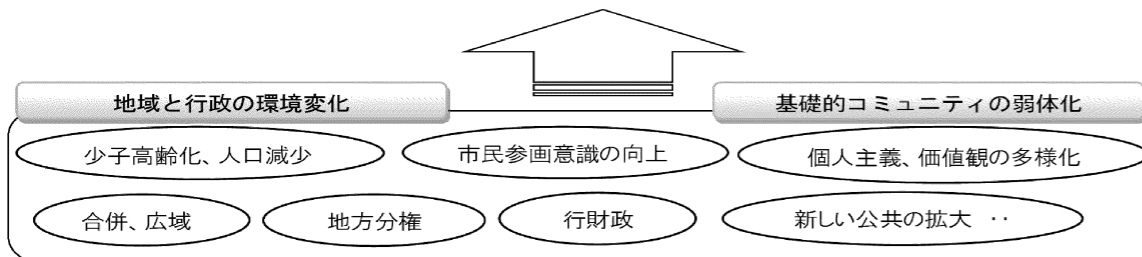 地域と行政の環境変化
基礎的コミュニティの弱体化
少子高齢化、人口減少
市民参画意識の向上
個人主義、価値観の多様化
合併、広域
地方分権
行財政
新しい公共の拡大 ‥